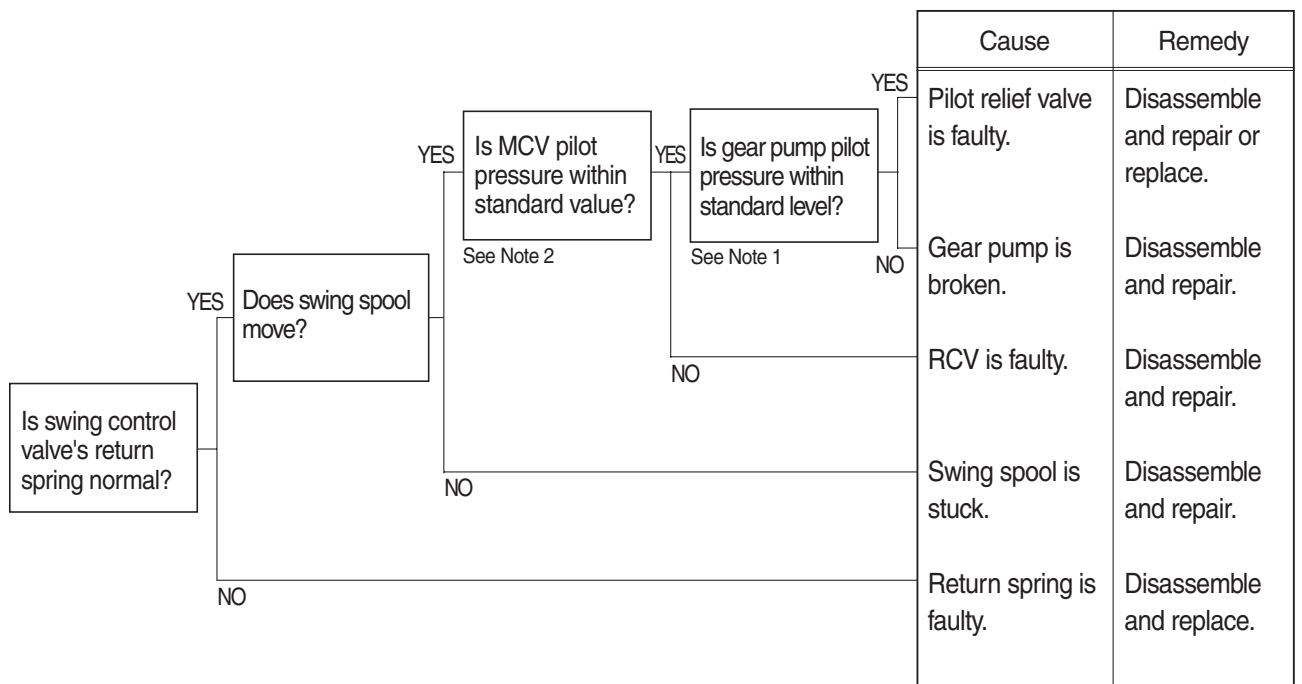 Cause
Remedy
YES
Pilot relief valve
is faulty.
Disassemble
and repair or
replace.
YES
Is MCV pilot
pressure within
standard value?
See Note 2
YES
Is gear pump pilot
pressure within
standard level?
See Note 1
NO
Gear pump is
broken.
Disassemble
and repair.
YES
Does swing spool
move?
NO
RCV is faulty.
Disassemble
and repair.
Is swing control
valve's return
spring normal?
NO
Swing spool is
stuck.
Disassemble
and repair.
NO
Return spring is
faulty.
Disassemble
and replace.